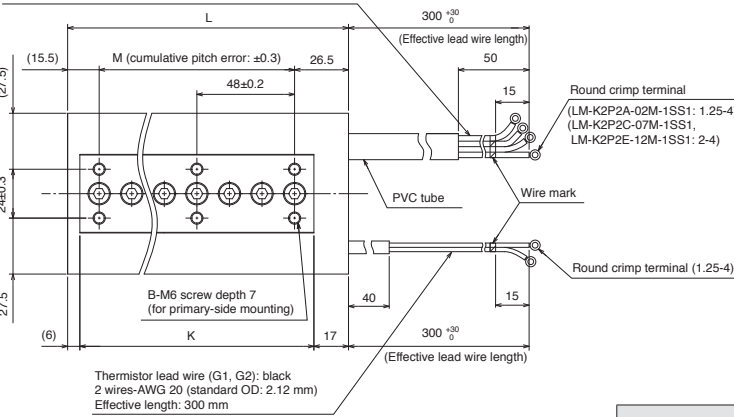 L
300 +30 0
(Effective lead wire length)
(15.5)
M (cumulative pitch error: ±0.3)
26.5
50
48±0.2
15
(27.5)
Round crimp terminal
(LM-K2P2A-02M-1SS1: 1.25-4
(LM-K2P2C-07M-1SS1,
LM-K2P2E-12M-1SS1: 2-4)
24±0.3
PVC tube
Wire mark
27.5
B-M6 screw depth 7
(for primary-side mounting)
40
15
Round crimp terminal (1.25-4)
(6)
K
17
300 +30 0
(Effective lead wire length)
Thermistor lead wire (G1, G2): black
2 wires-AWG 20 (standard OD: 2.12 mm)
Effective length: 300 mm